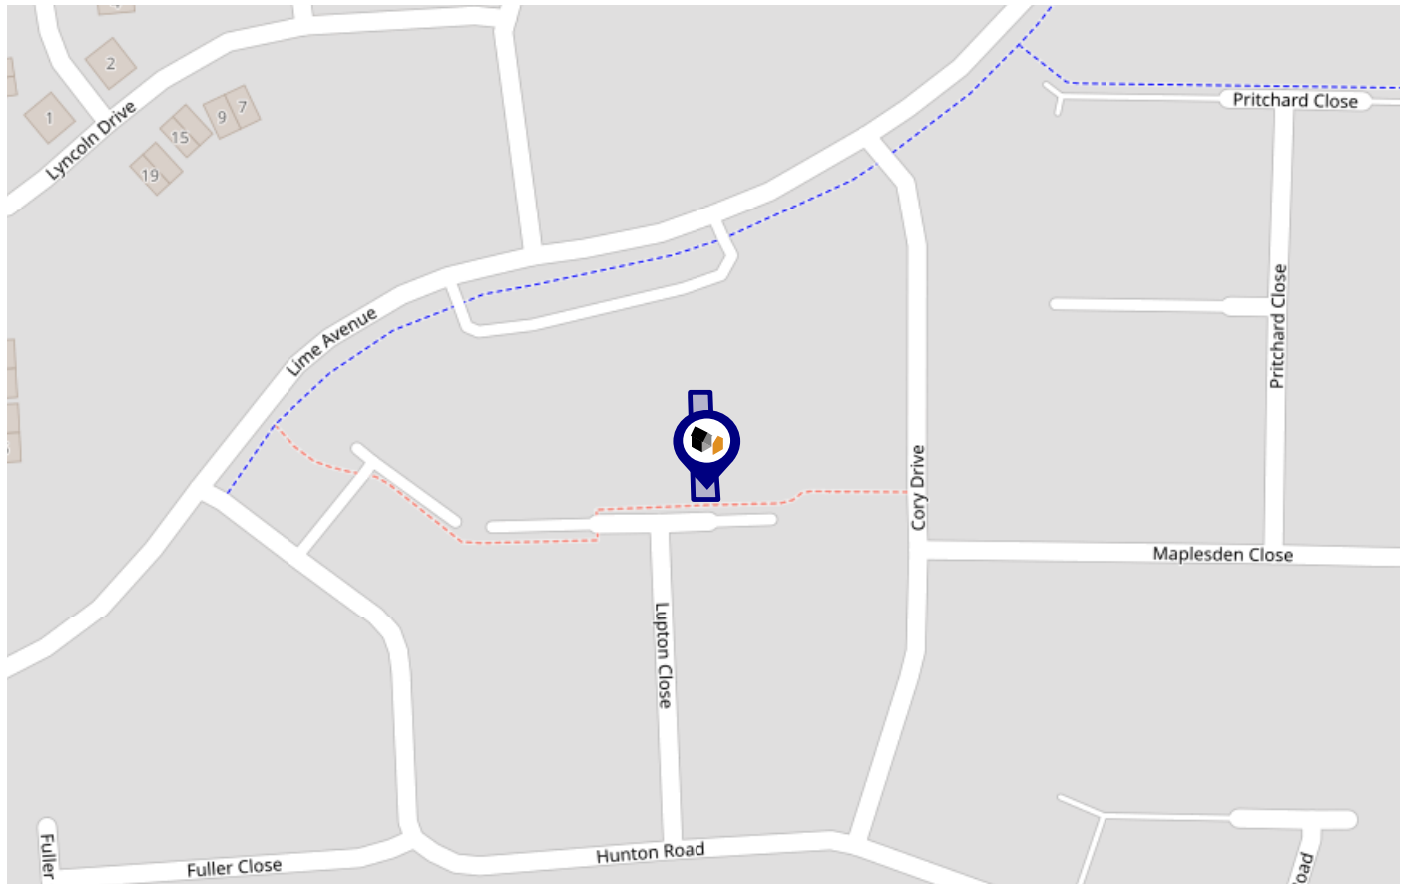 2
1
7
9
15
19
Lyncoln Drive
Pritchard Close
Pritchard Close
Lime Avenue
Cory Drive
Maplesden Close
Lupton Close
Hunton Road
Fuller Close
Fuller
oad